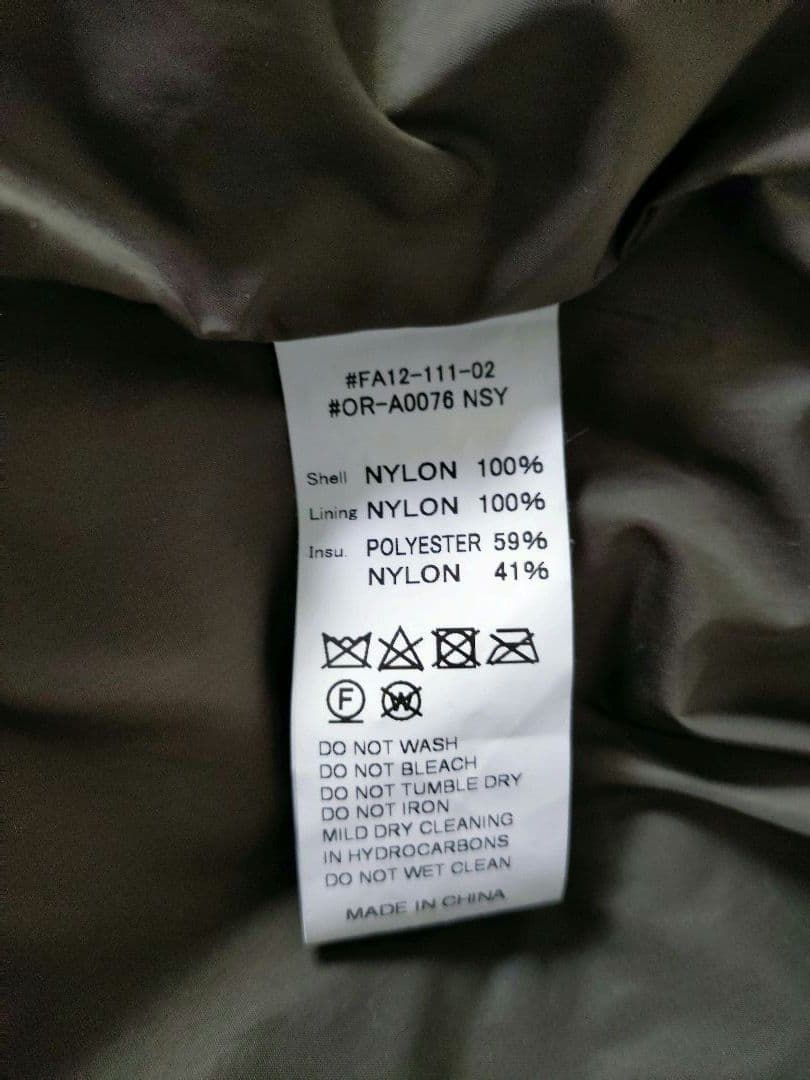 #FA12-111-02
#OR-A0076 NSY
Shell NYLON 100%
Lining NYLON 100%
Insu. POLYESTER 59%
NYLON 41%
F W
DO NOT WASH
DO NOT BLEACH
DO NOT TUMBLE DRY
DO NOT IRON
MILD DRY CLEANING
IN HYDROCARBONS
DO NOT WET CLEAN
MADE IN CHINA